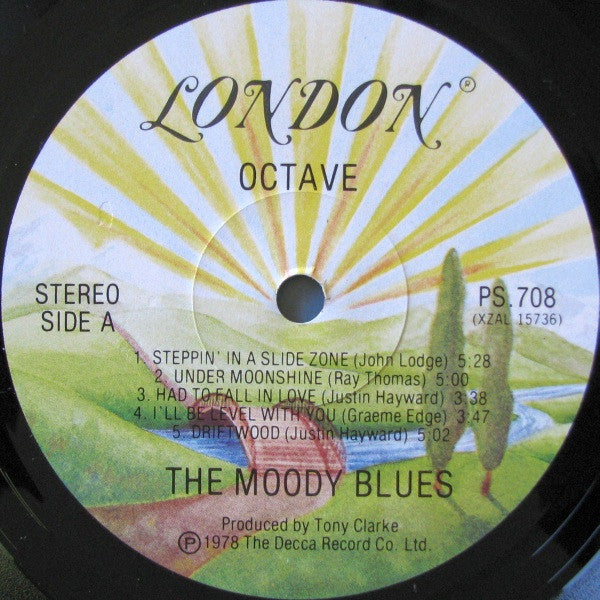 LONDON®
OCTAVE
STEREO
SIDE A
PS.708
(XZAL 15736)
1. STEPPIN' IN A SLIDE ZONE (John Lodge) 5:28
2. UNDER MOONSHINE (Ray Thomas) 5:00
3. HAD TO FALL IN LOVE (Justin Hayward) 3:38
4. I'LL BE LEVEL WITH YOU (Graeme Edge) 3:47
5. DRIFTWOOD (Justin Hayward) 5:02
THE MOODY BLUES
Produced by Tony Clarke
Ⓟ 1978 The Decca Record Co. Ltd.